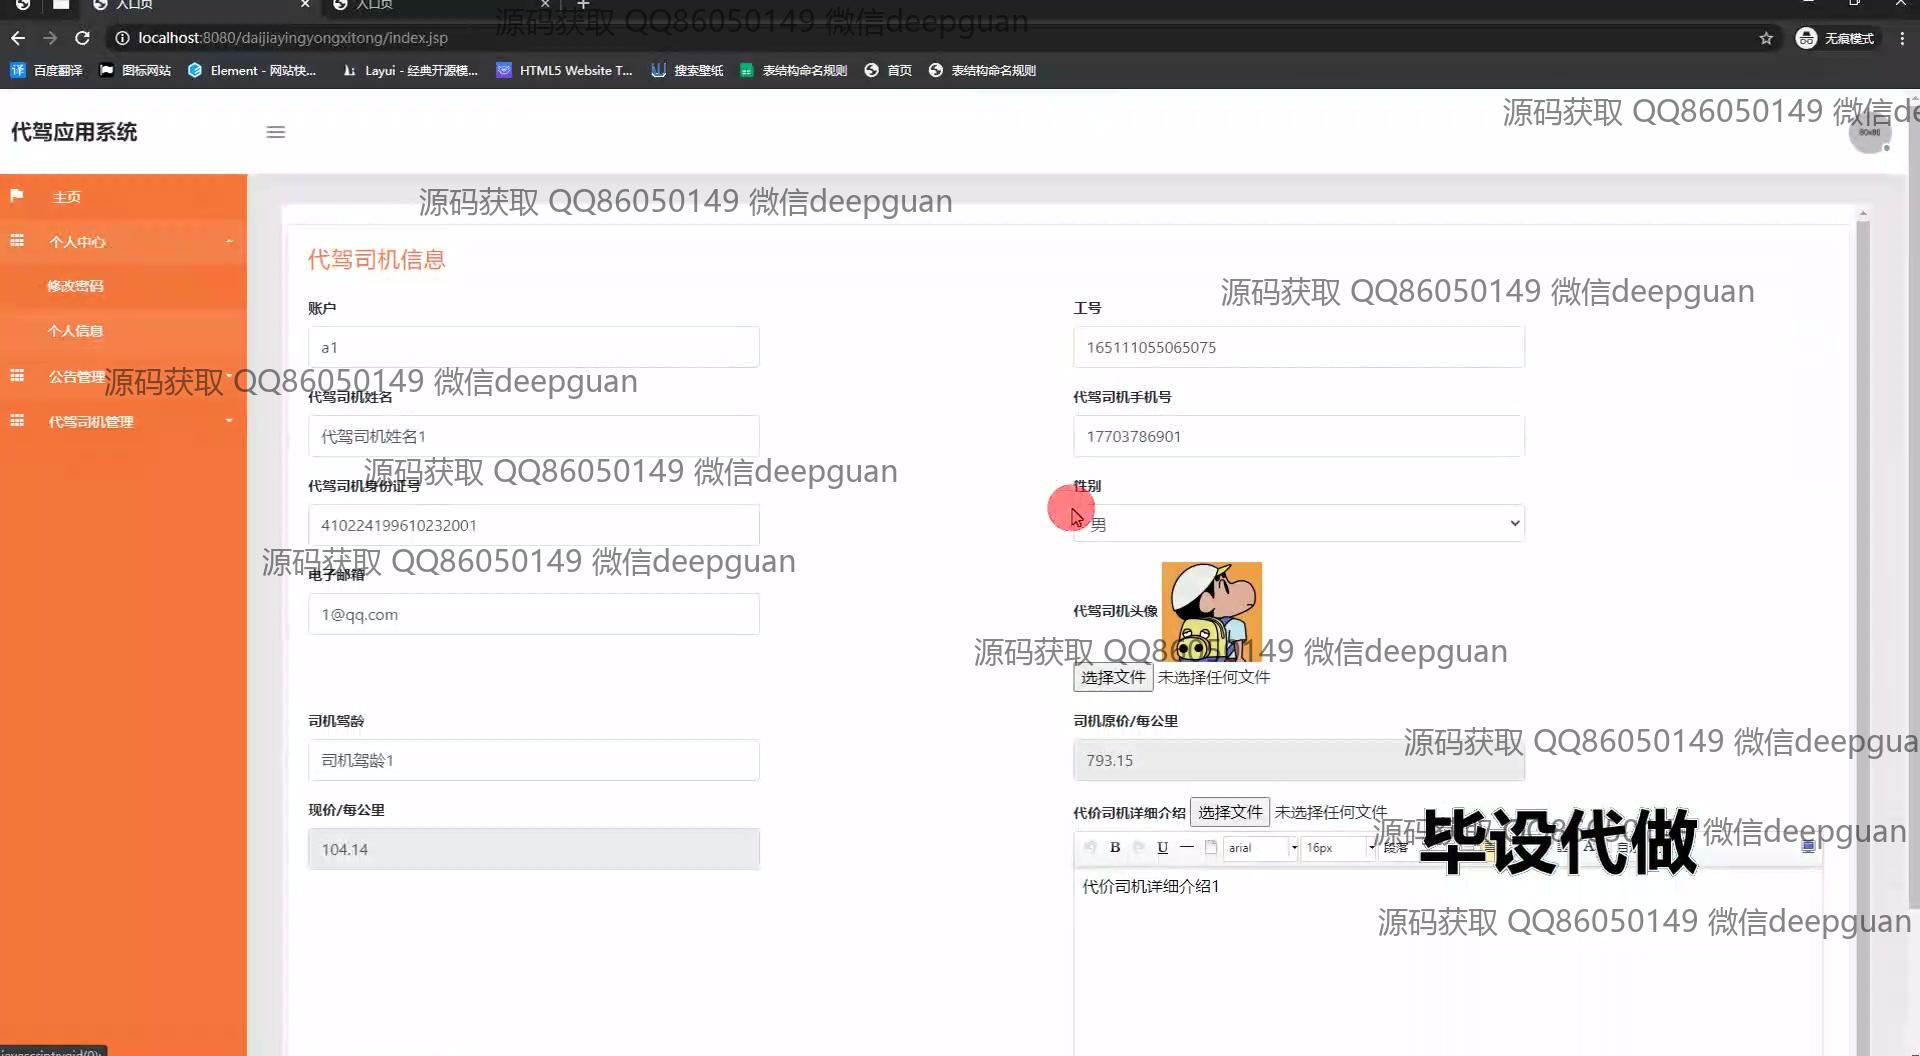 入口页
入口页
源码获取 QQ86050149 微信deepguan
localhost:8080/daijiayingyongxitong/index.jsp
无痕模式
百度翻译
图标网站
Element - 网站快...
Layui - 经典开源模...
HTML5 Website T...
搜索壁纸
表结构命名规则
首页
表结构命名规则
代驾应用系统
源码获取 QQ86050149 微信de
主页
源码获取 QQ86050149 微信deepguan
个人中心
代驾司机信息
修改密码
源码获取 QQ86050149 微信deepguan
账户
工号
个人信息
a1
165111055065075
公告管理
源码获取 QQ86050149 微信deepguan
代驾司机姓名
代驾司机手机号
代驾司机管理
代驾司机姓名1
17703786901
源码获取 QQ86050149 微信deepguan
代驾司机身份证号
性别
410224199610232001
男
源码获取 QQ86050149 微信deepguan
电子邮箱
1@qq.com
代驾司机头像
源码获取 QQ86050149 微信deepguan
选择文件 未选择任何文件
司机驾龄
司机原价/每公里
源码获取 QQ86050149 微信deepgua
司机驾龄1
793.15
现价/每公里
代价司机详细介绍 选择文件 未选择任何文件
源码获取 QQ86050149 微信deepguan
毕设代做
104.14
B U arial 16px 段落
代价司机详细介绍1
源码获取 QQ86050149 微信deepguan